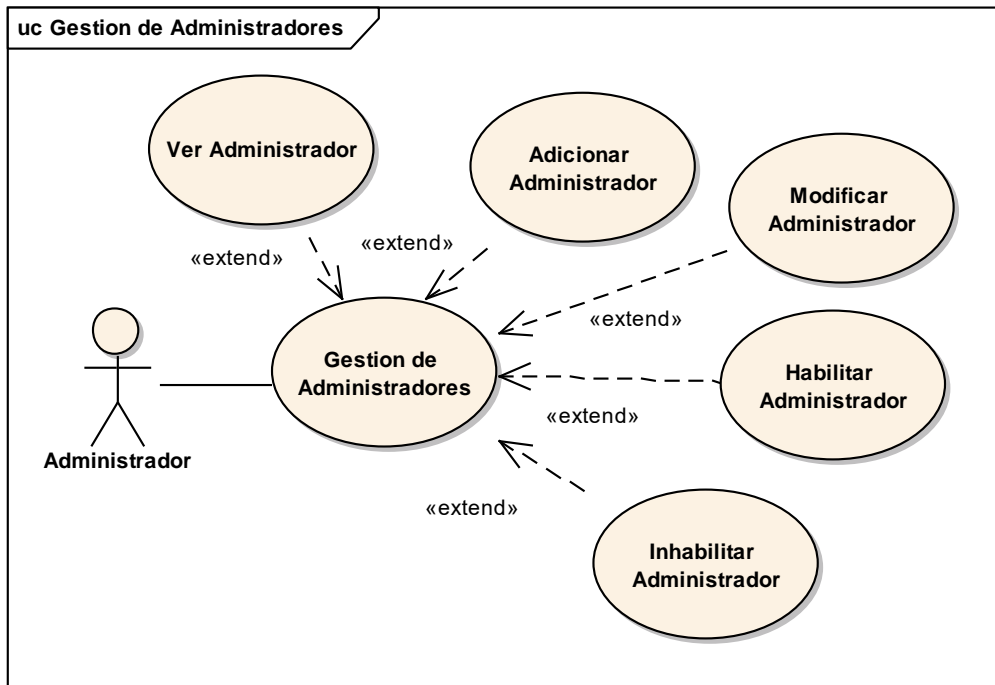 uc Gestion de Administradores
Ver Administrador
Adicionar
Administrador
Modificar
Administrador
«extend»
«extend»
«extend»
Gestion de
Administradores
Habilitar
Administrador
«extend»
Administrador
«extend»
Inhabilitar
Administrador